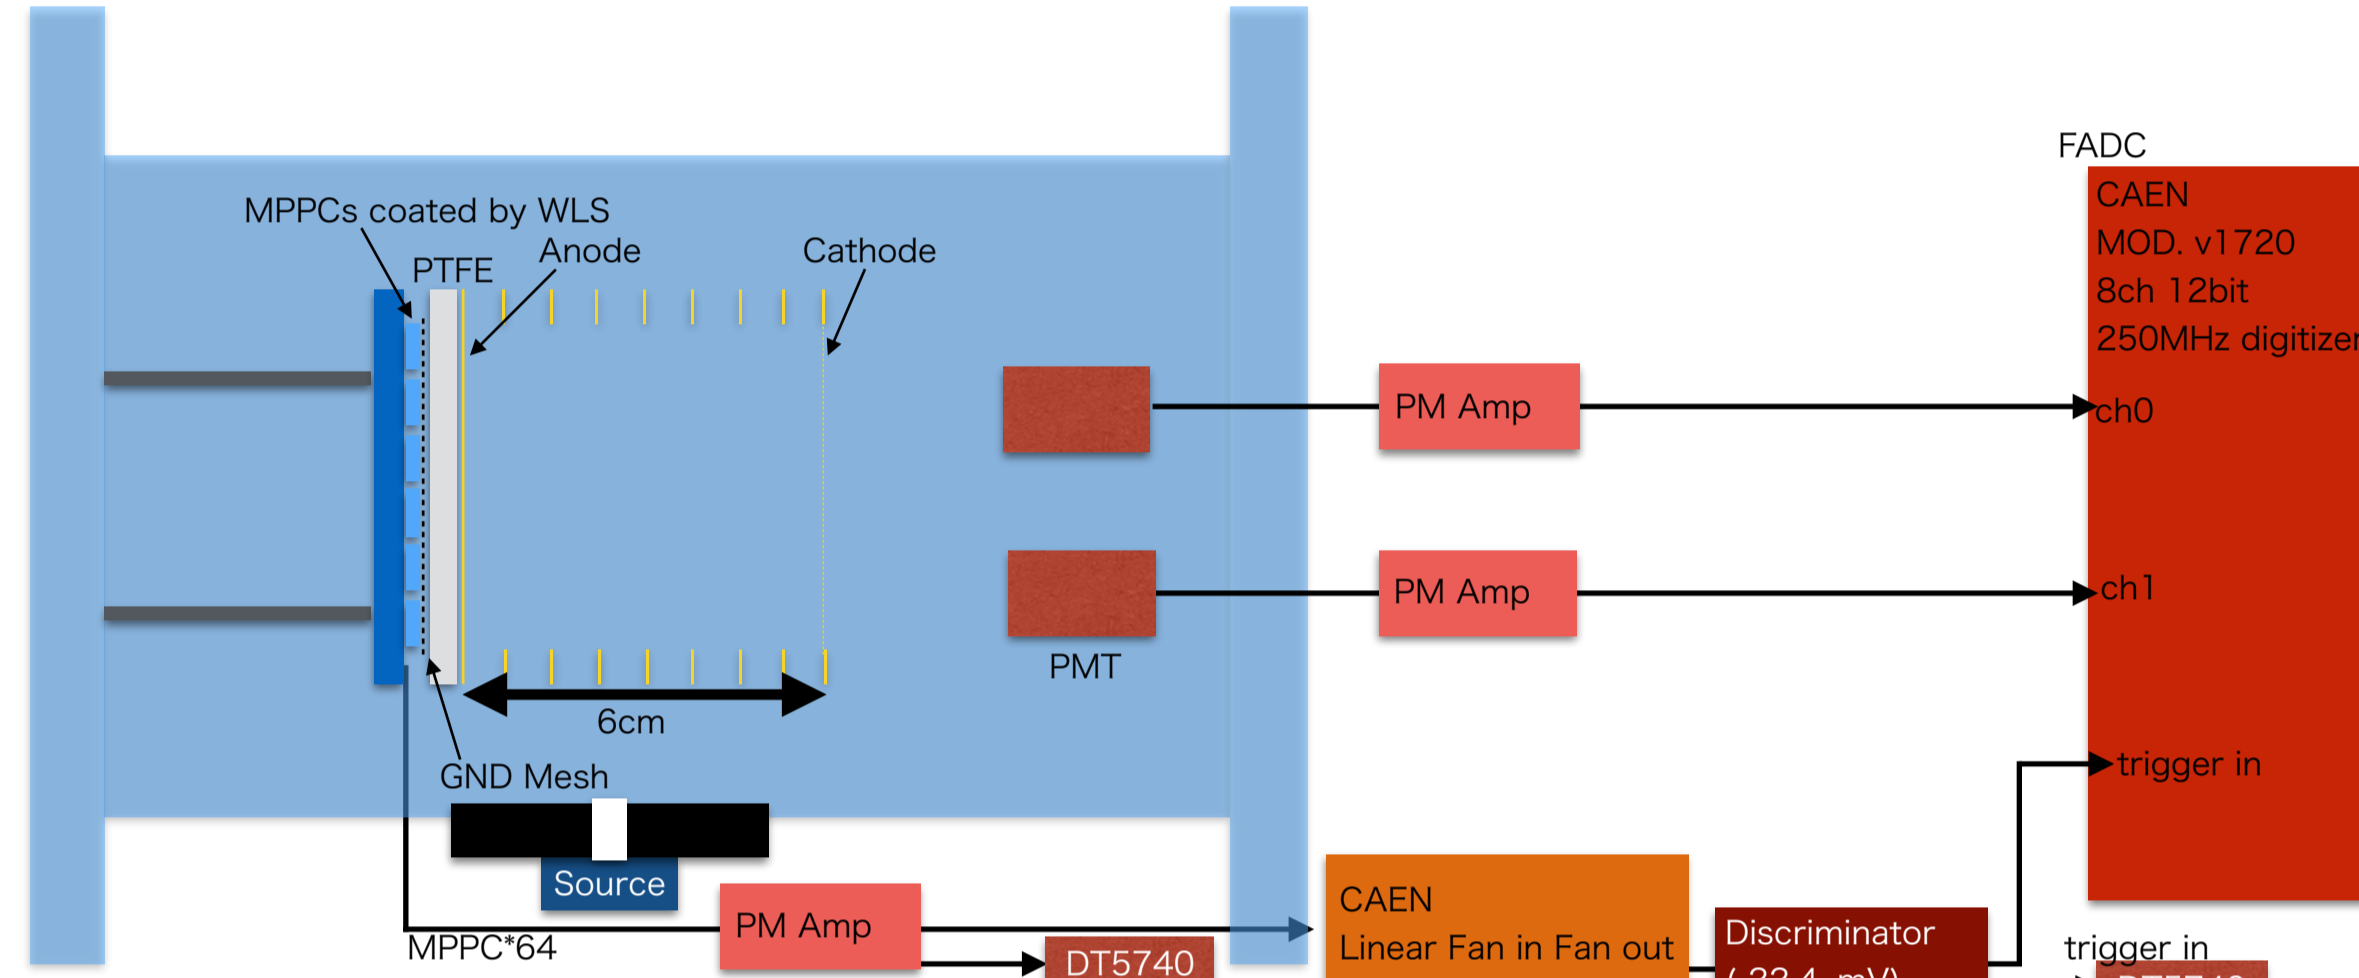 FADC
CAEN
MOD. v1720
8ch 12bit
250MHz digitizer
MPPCs coated by WLS
PTFE
Anode
Cathode
PM Amp
ch0
PM Amp
ch1
PMT
6cm
GND Mesh
trigger in
Source
PM Amp
MPPC*64
DT5740
CAEN
Linear Fan in Fan out
Discriminator
trigger in